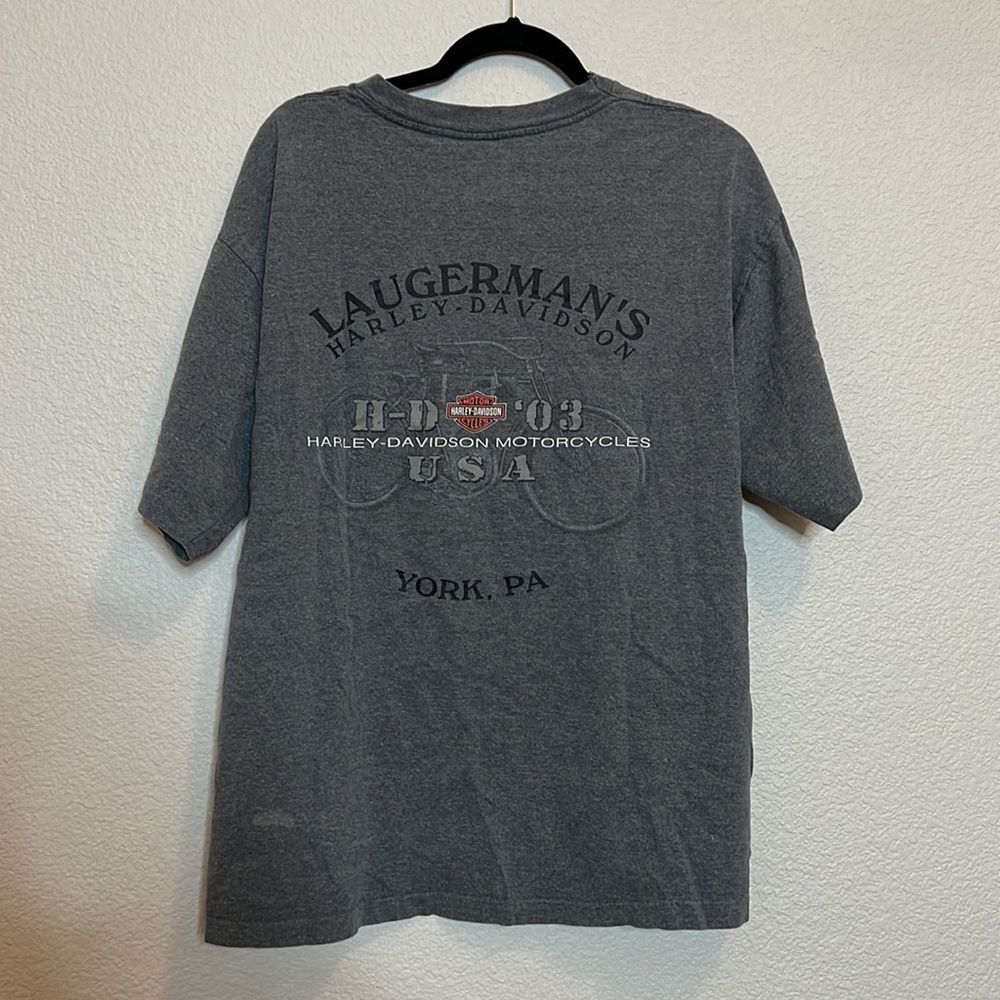 LAUGERMAN'S
HARLEY-DAVIDSON
H-D MOTOR HARLEY-DAVIDSON CYCLES '03
HARLEY-DAVIDSON MOTORCYCLES
USA
YORK, PA